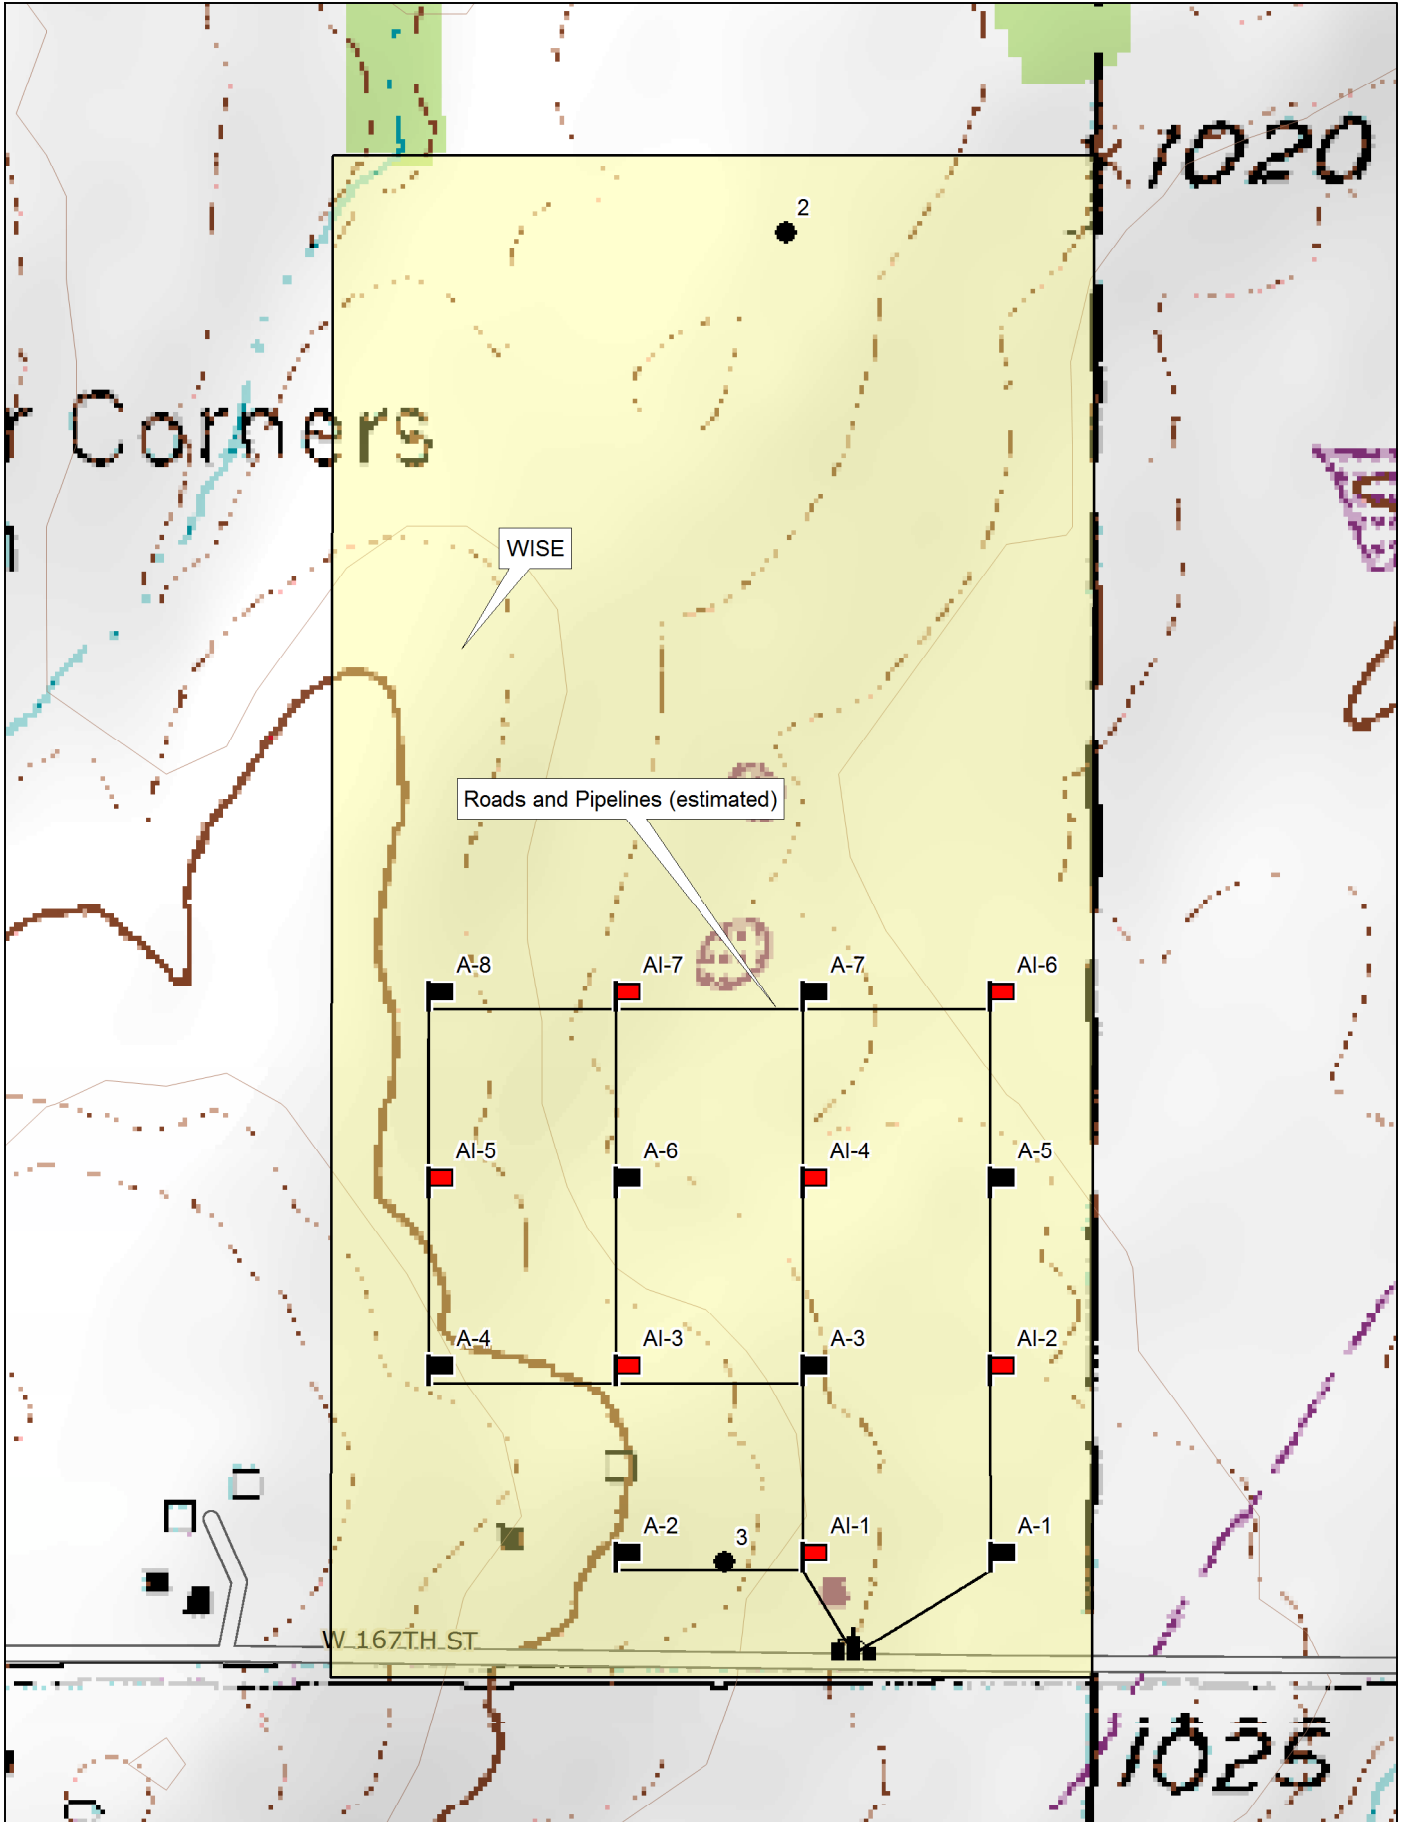 1020
2
r Corners
WISE
Roads and Pipelines (estimated)
A-8
AI-7
A-7
AI-6
AI-5
A-6
AI-4
A-5
A-4
AI-3
A-3
AI-2
A-2
3
AI-1
A-1
W 167TH ST
1025